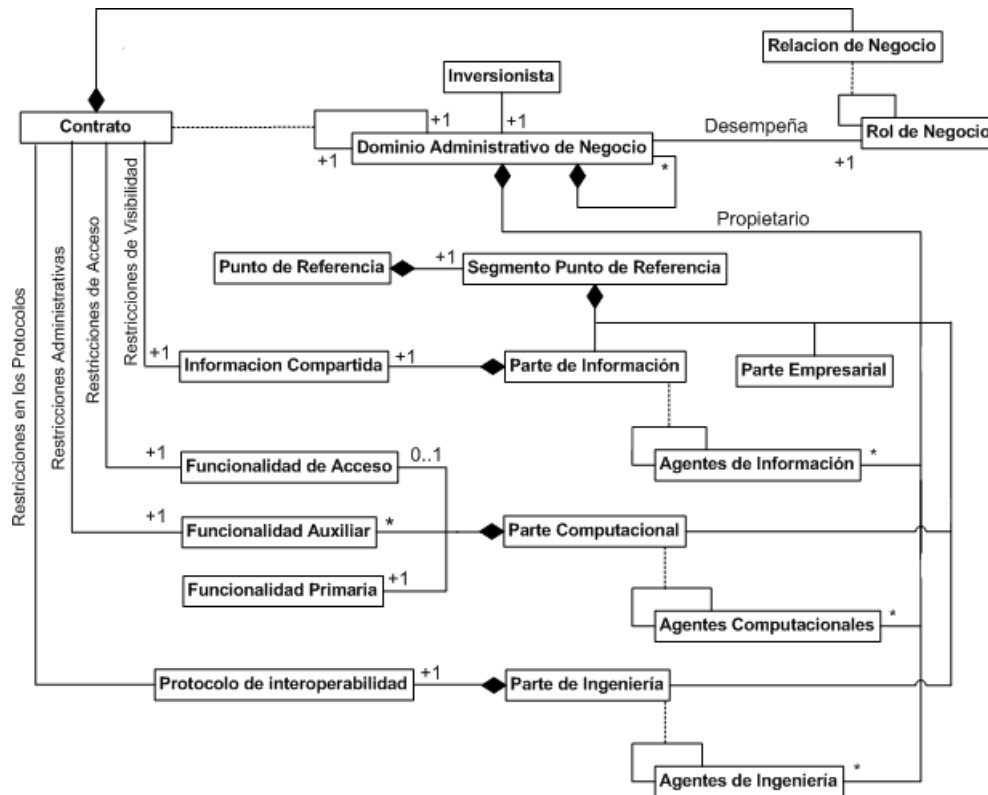 Relacion de Negocio
Inversionista
+1
+1
Contrato
+1
Dominio Administrativo de Negocio
*
Desempeña
+1
Rol de Negocio
Propietario
Restricciones en los Protocolos
Restricciones Administrativas
Restricciones de Acceso
Restricciones de Visibilidad
Punto de Referencia
+1
Segmento Punto de Referencia
+1
Informacion Compartida
+1
Parte de Información
Parte Empresarial
Agentes de Información
*
+1
Funcionalidad de Acceso
0..1
+1
Funcionalidad Auxiliar
*
Parte Computacional
Funcionalidad Primaria
+1
Agentes Computacionales
*
Protocolo de interoperabilidad
+1
Parte de Ingeniería
Agentes de Ingeniería
*